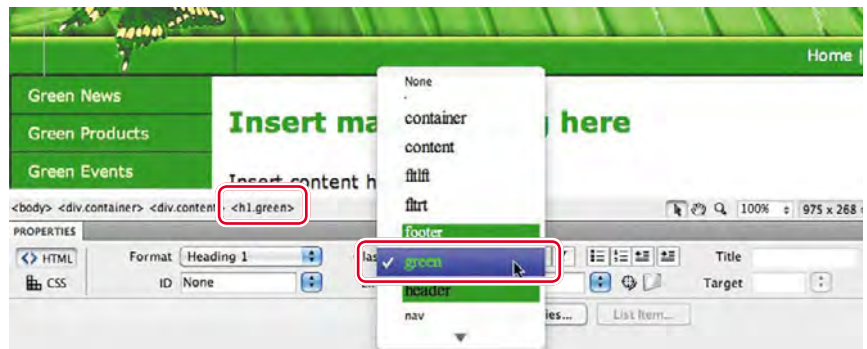 Home |
None
Green News
container
Green Products
Insert ma
here
content
Green Events
fltlft
Insert content h
fltrt
<body> <div.container> <div.content <h1.green>
100%
975 x 268
footer
PROPERTIES
<> HTML
Format
Heading 1
Clas
✓ green
Title
CSS
ID
None
header
Target
nav
ies...
List Item...